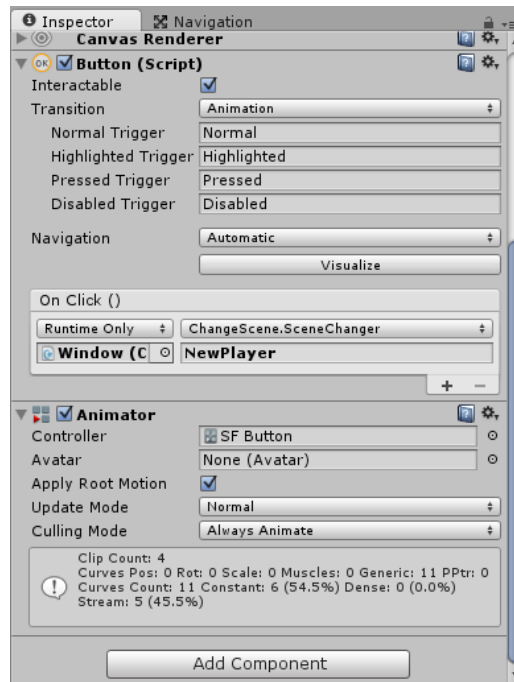 Inspector Navigation
Canvas Renderer
OK Button (Script)
Interactable
Transition Animation
Normal Trigger Normal
Highlighted Trigger Highlighted
Pressed Trigger Pressed
Disabled Trigger Disabled
Navigation Automatic
Visualize
On Click ()
Runtime Only ChangeScene.SceneChanger
Window (C NewPlayer
+ −
Animator
Controller SF Button
Avatar None (Avatar)
Apply Root Motion
Update Mode Normal
Culling Mode Always Animate
Clip Count: 4
Curves Pos: 0 Rot: 0 Scale: 0 Muscles: 0 Generic: 11 PPtr: 0
Curves Count: 11 Constant: 6 (54.5%) Dense: 0 (0.0%)
Stream: 5 (45.5%)
Add Component